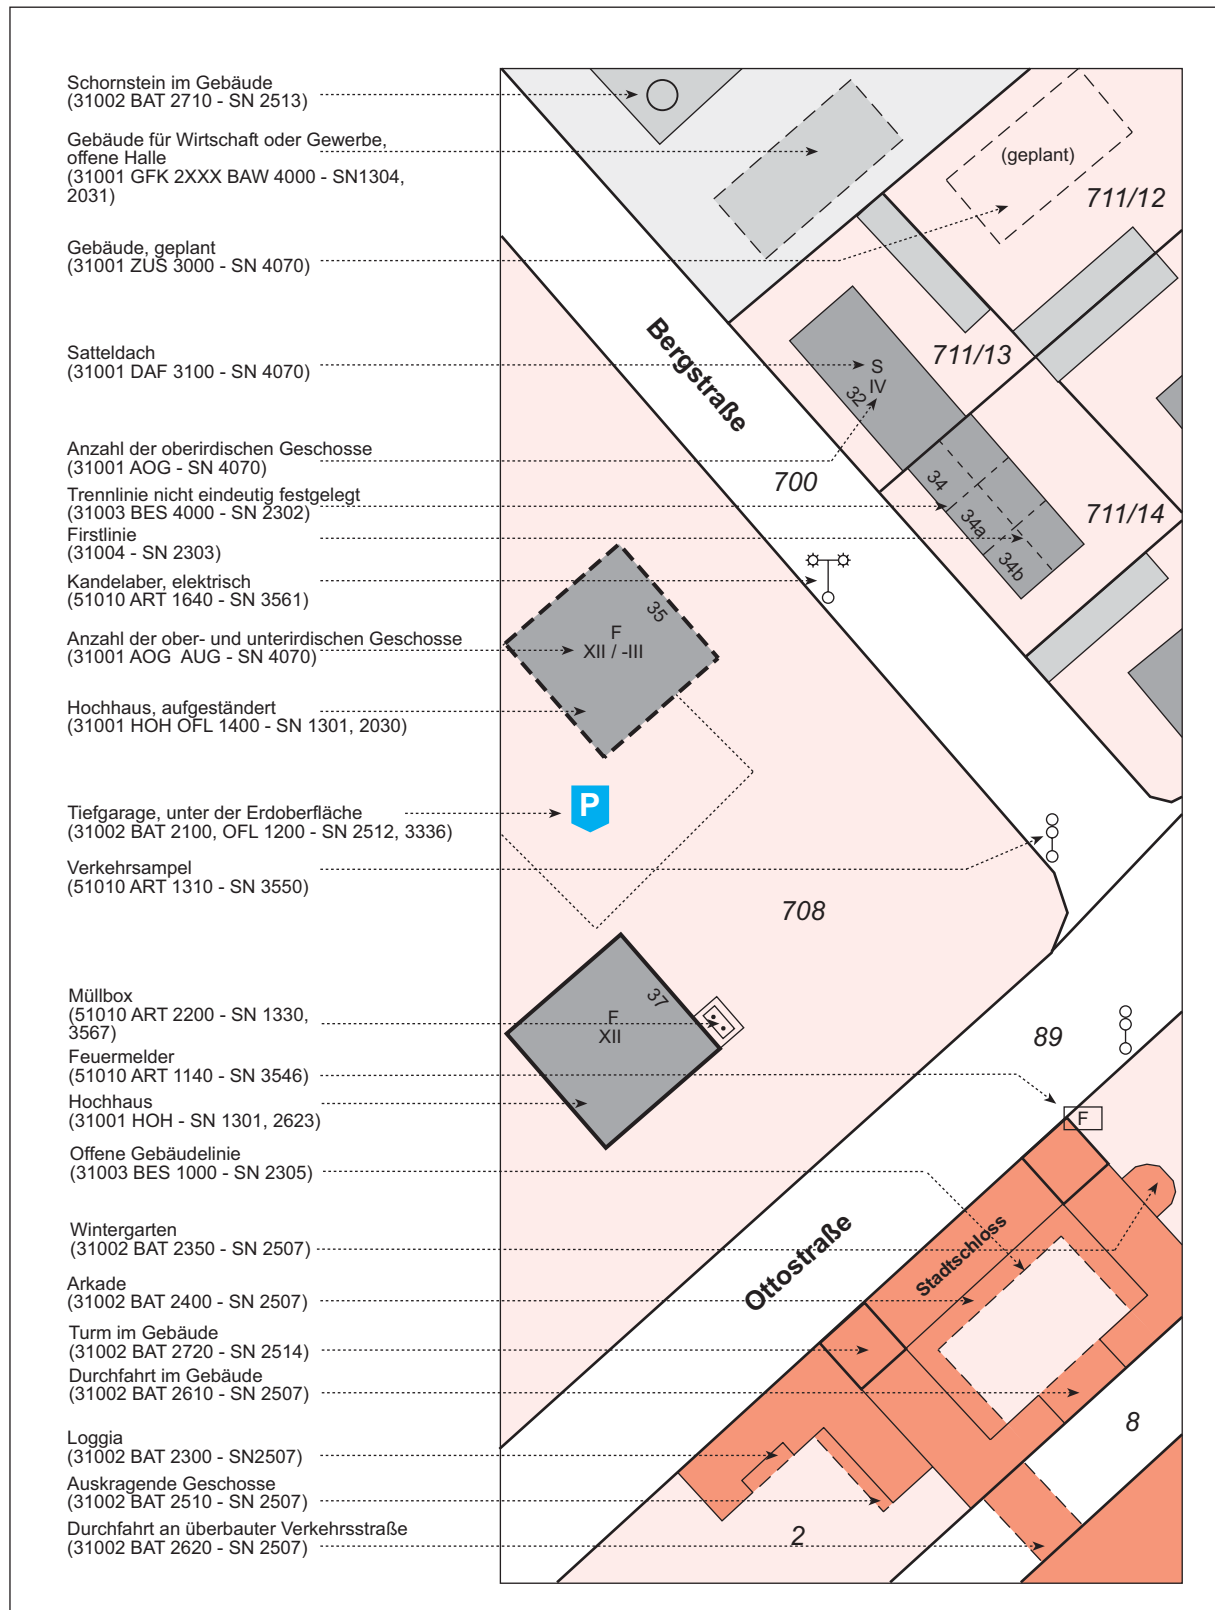 Schornstein im Gebäude
(31002 BAT 2710 - SN 2513)
Gebäude für Wirtschaft oder Gewerbe,
offene Halle
(31001 GFK 2XXX BAW 4000 - SN1304,
2031)
Gebäude, geplant
(31001 ZUS 3000 - SN 4070)
Satteldach
(31001 DAF 3100 - SN 4070)
Anzahl der oberirdischen Geschosse
(31001 AOG - SN 4070)
Trennlinie nicht eindeutig festgelegt
(31003 BES 4000 - SN 2302)
Firstlinie
(31004 - SN 2303)
Kandelaber, elektrisch
(51010 ART 1640 - SN 3561)
Anzahl der ober- und unterirdischen Geschosse
(31001 AOG  AUG - SN 4070)
Hochhaus, aufgeständert
(31001 HOH OFL 1400 - SN 1301, 2030)
Tiefgarage, unter der Erdoberfläche
(31002 BAT 2100, OFL 1200 - SN 2512, 3336)
Verkehrsampel
(51010 ART 1310 - SN 3550)
Müllbox
(51010 ART 2200 - SN 1330,
3567)
Feuermelder
(51010 ART 1140 - SN 3546)
Hochhaus
(31001 HOH - SN 1301, 2623)
Offene Gebäudelinie
(31003 BES 1000 - SN 2305)
Wintergarten
(31002 BAT 2350 - SN 2507)
Arkade
(31002 BAT 2400 - SN 2507)
Turm im Gebäude
(31002 BAT 2720 - SN 2514)
Durchfahrt im Gebäude
(31002 BAT 2610 - SN 2507)
Loggia
(31002 BAT 2300 - SN2507)
Auskragende Geschosse
(31002 BAT 2510 - SN 2507)
Durchfahrt an überbauter Verkehrsstraße
(31002 BAT 2620 - SN 2507)
(geplant)
711/12
Bergstraße
711/13
S
IV
32
700
34
34a
34b
711/14
35
F
XII / -III
P
708
37
F
XII
89
F
Ottostraße
Stadtschloss
8
2